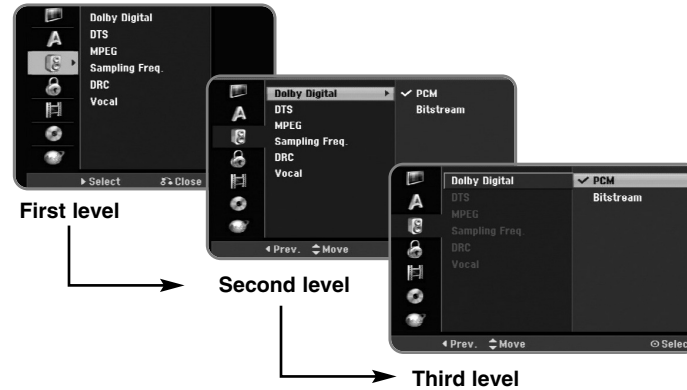 Dolby Digital
DTS
MPEG
Sampling Freq.
DRC
Vocal
A
Select Close
First level
Dolby Digital PCM
DTS Bitstream
MPEG
Sampling Freq.
DRC
Vocal
A
Prev. Move
Second level
Dolby Digital PCM
DTS Bitstream
MPEG
Sampling Freq.
DRC
Vocal
A
Prev. Move Selec
Third level